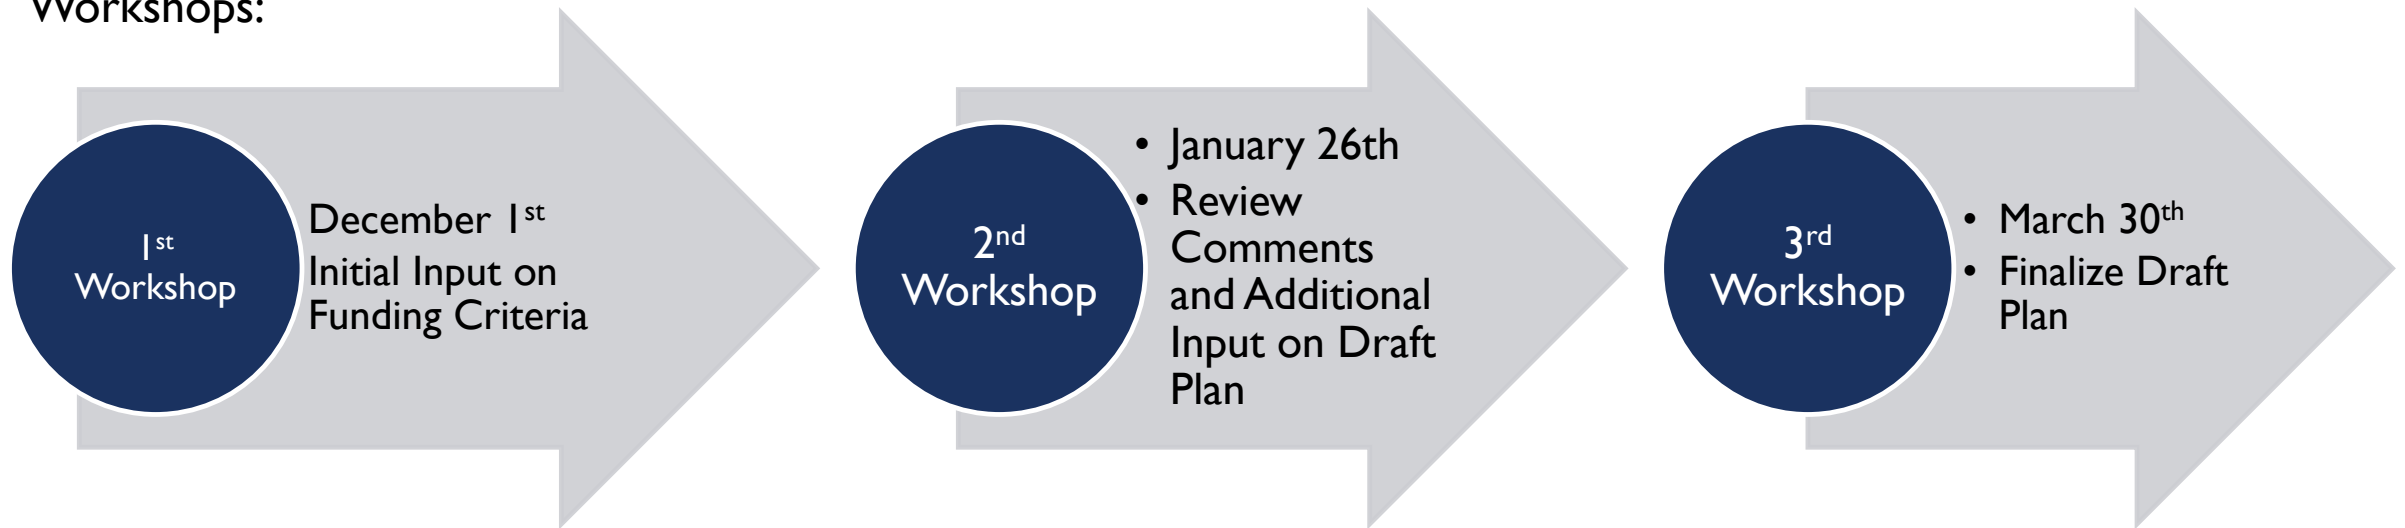 Workshops:
1st
Workshop
December 1st
Initial Input on
Funding Criteria
2nd
Workshop
• January 26th
• Review
Comments
and Additional
Input on Draft
Plan
3rd
Workshop
• March 30th
• Finalize Draft
Plan